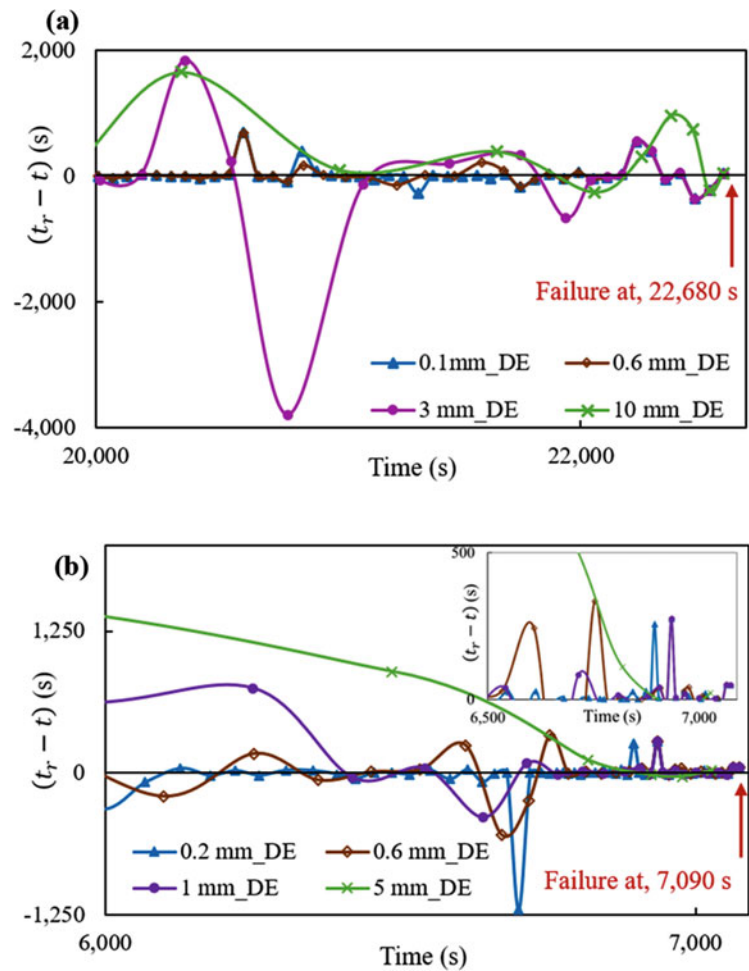 (a)
2,000
0
-2,000
-4,000
(t_r − t) (s)
Failure at, 22,680 s
0.1mm_DE
0.6 mm_DE
3 mm_DE
10 mm_DE
20,000
22,000
Time (s)
(b)
1,250
0
-1,250
(t_r − t) (s)
500
0
(t_r − t) (s)
6,500
Time (s)
7,000
0.2 mm_DE
0.6 mm_DE
1 mm_DE
5 mm_DE
Failure at, 7,090 s
6,000
7,000
Time (s)